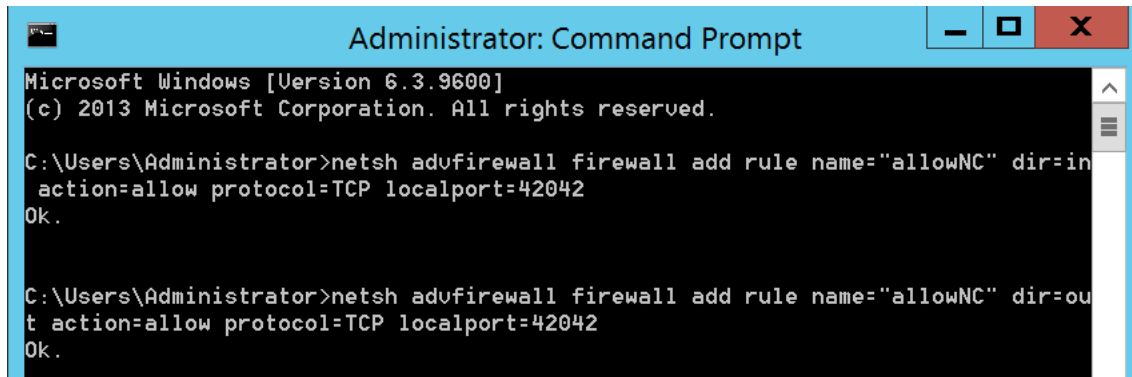 Administrator: Command Prompt
Microsoft Windows [Version 6.3.9600]
(c) 2013 Microsoft Corporation. All rights reserved.
C:\Users\Administrator>netsh advfirewall firewall add rule name="allowNC" dir=in
 action=allow protocol=TCP localport=42042
Ok.
C:\Users\Administrator>netsh advfirewall firewall add rule name="allowNC" dir=ou
t action=allow protocol=TCP localport=42042
Ok.